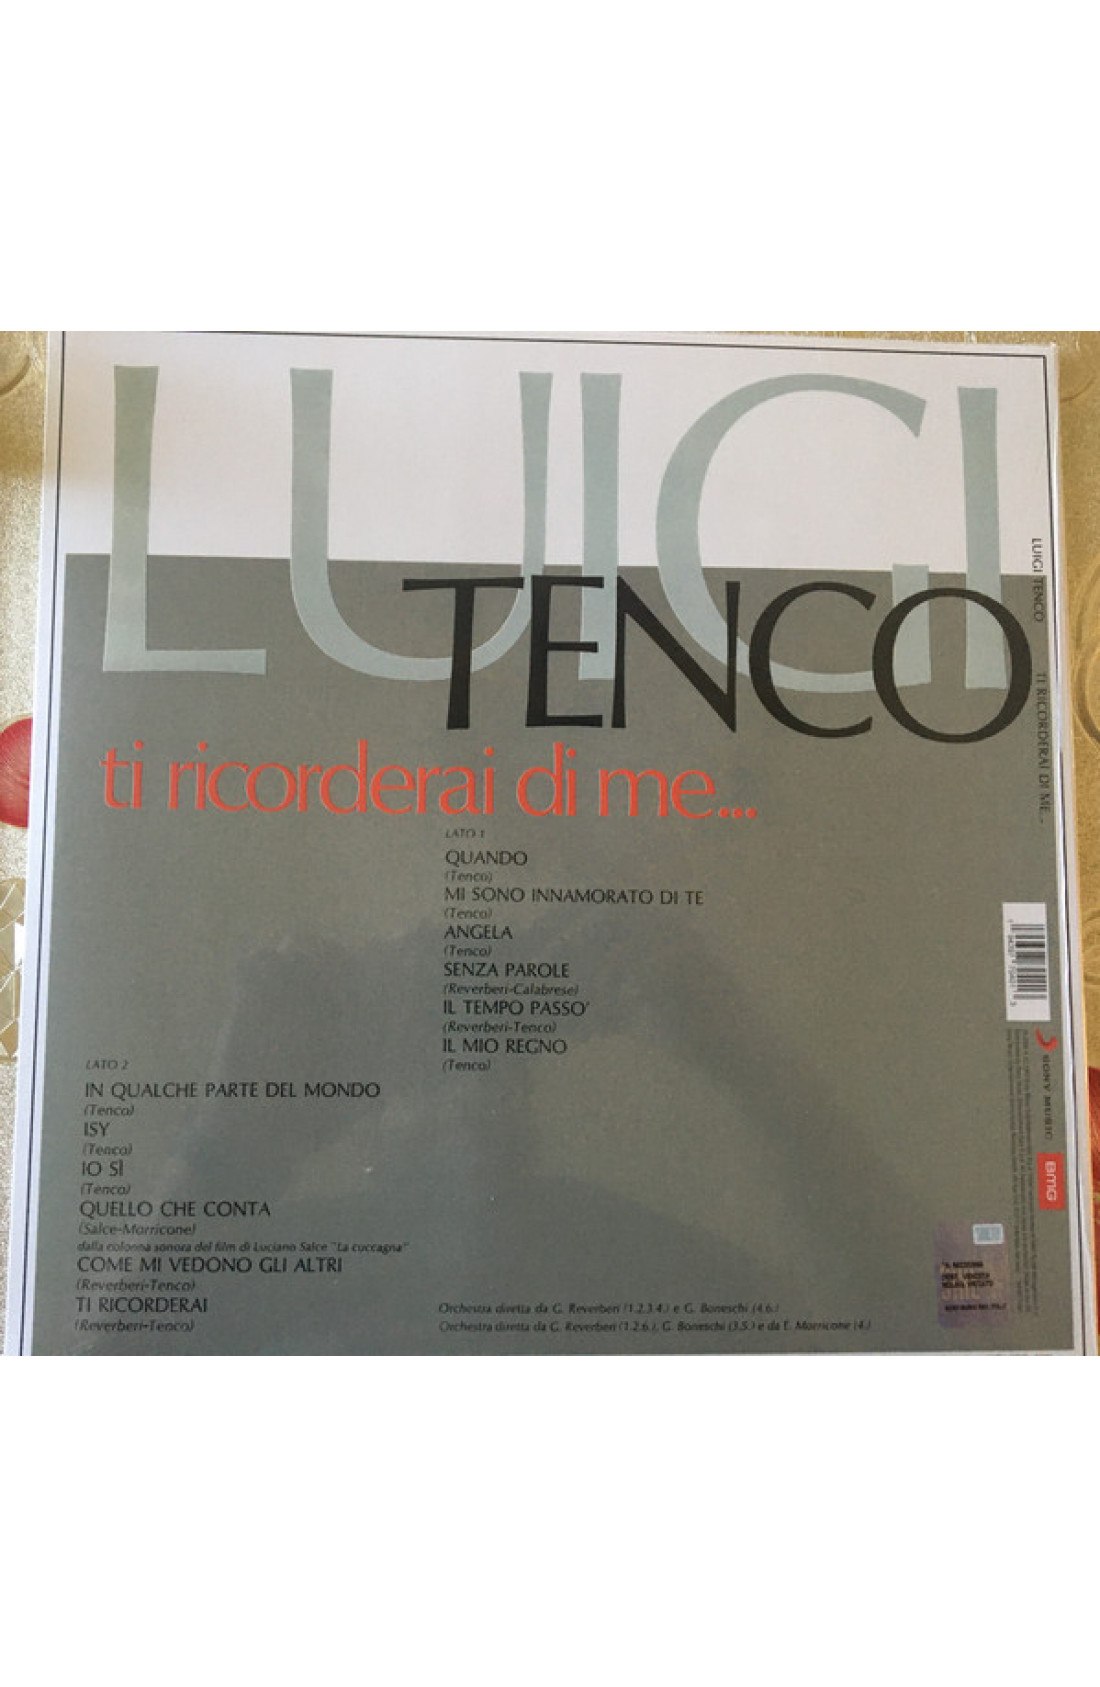 LUIGI
TENCO
ti ricorderai di me...
LATO 1
QUANDO
(Tenco)
MI SONO INNAMORATO DI TE
(Tenco)
ANGELA
(Tenco)
SENZA PAROLE
(Reverberi-Calabrese)
IL TEMPO PASSO'
(Reverberi-Tenco)
IL MIO REGNO
(Tenco)
LATO 2
IN QUALCHE PARTE DEL MONDO
(Tenco)
ISY
(Tenco)
IO SÌ
(Tenco)
QUELLO CHE CONTA
(Salce-Morricone)
dalla colonna sonora del film di Luciano Salce "La cuccagna"
COME MI VEDONO GLI ALTRI
(Reverberi-Tenco)
TI RICORDERAI
(Reverberi-Tenco)
Orchestra diretta da G. Reverberi (1.2.3.4.) e G. Boneschi (4.6.)
Orchestra diretta da G. Reverberi (1.2.6.), G. Boneschi (3.5.) e da E. Morricone (4.)
LUIGI TENCO TI RICORDERAI DI ME...-
SONY MUSIC
BMG